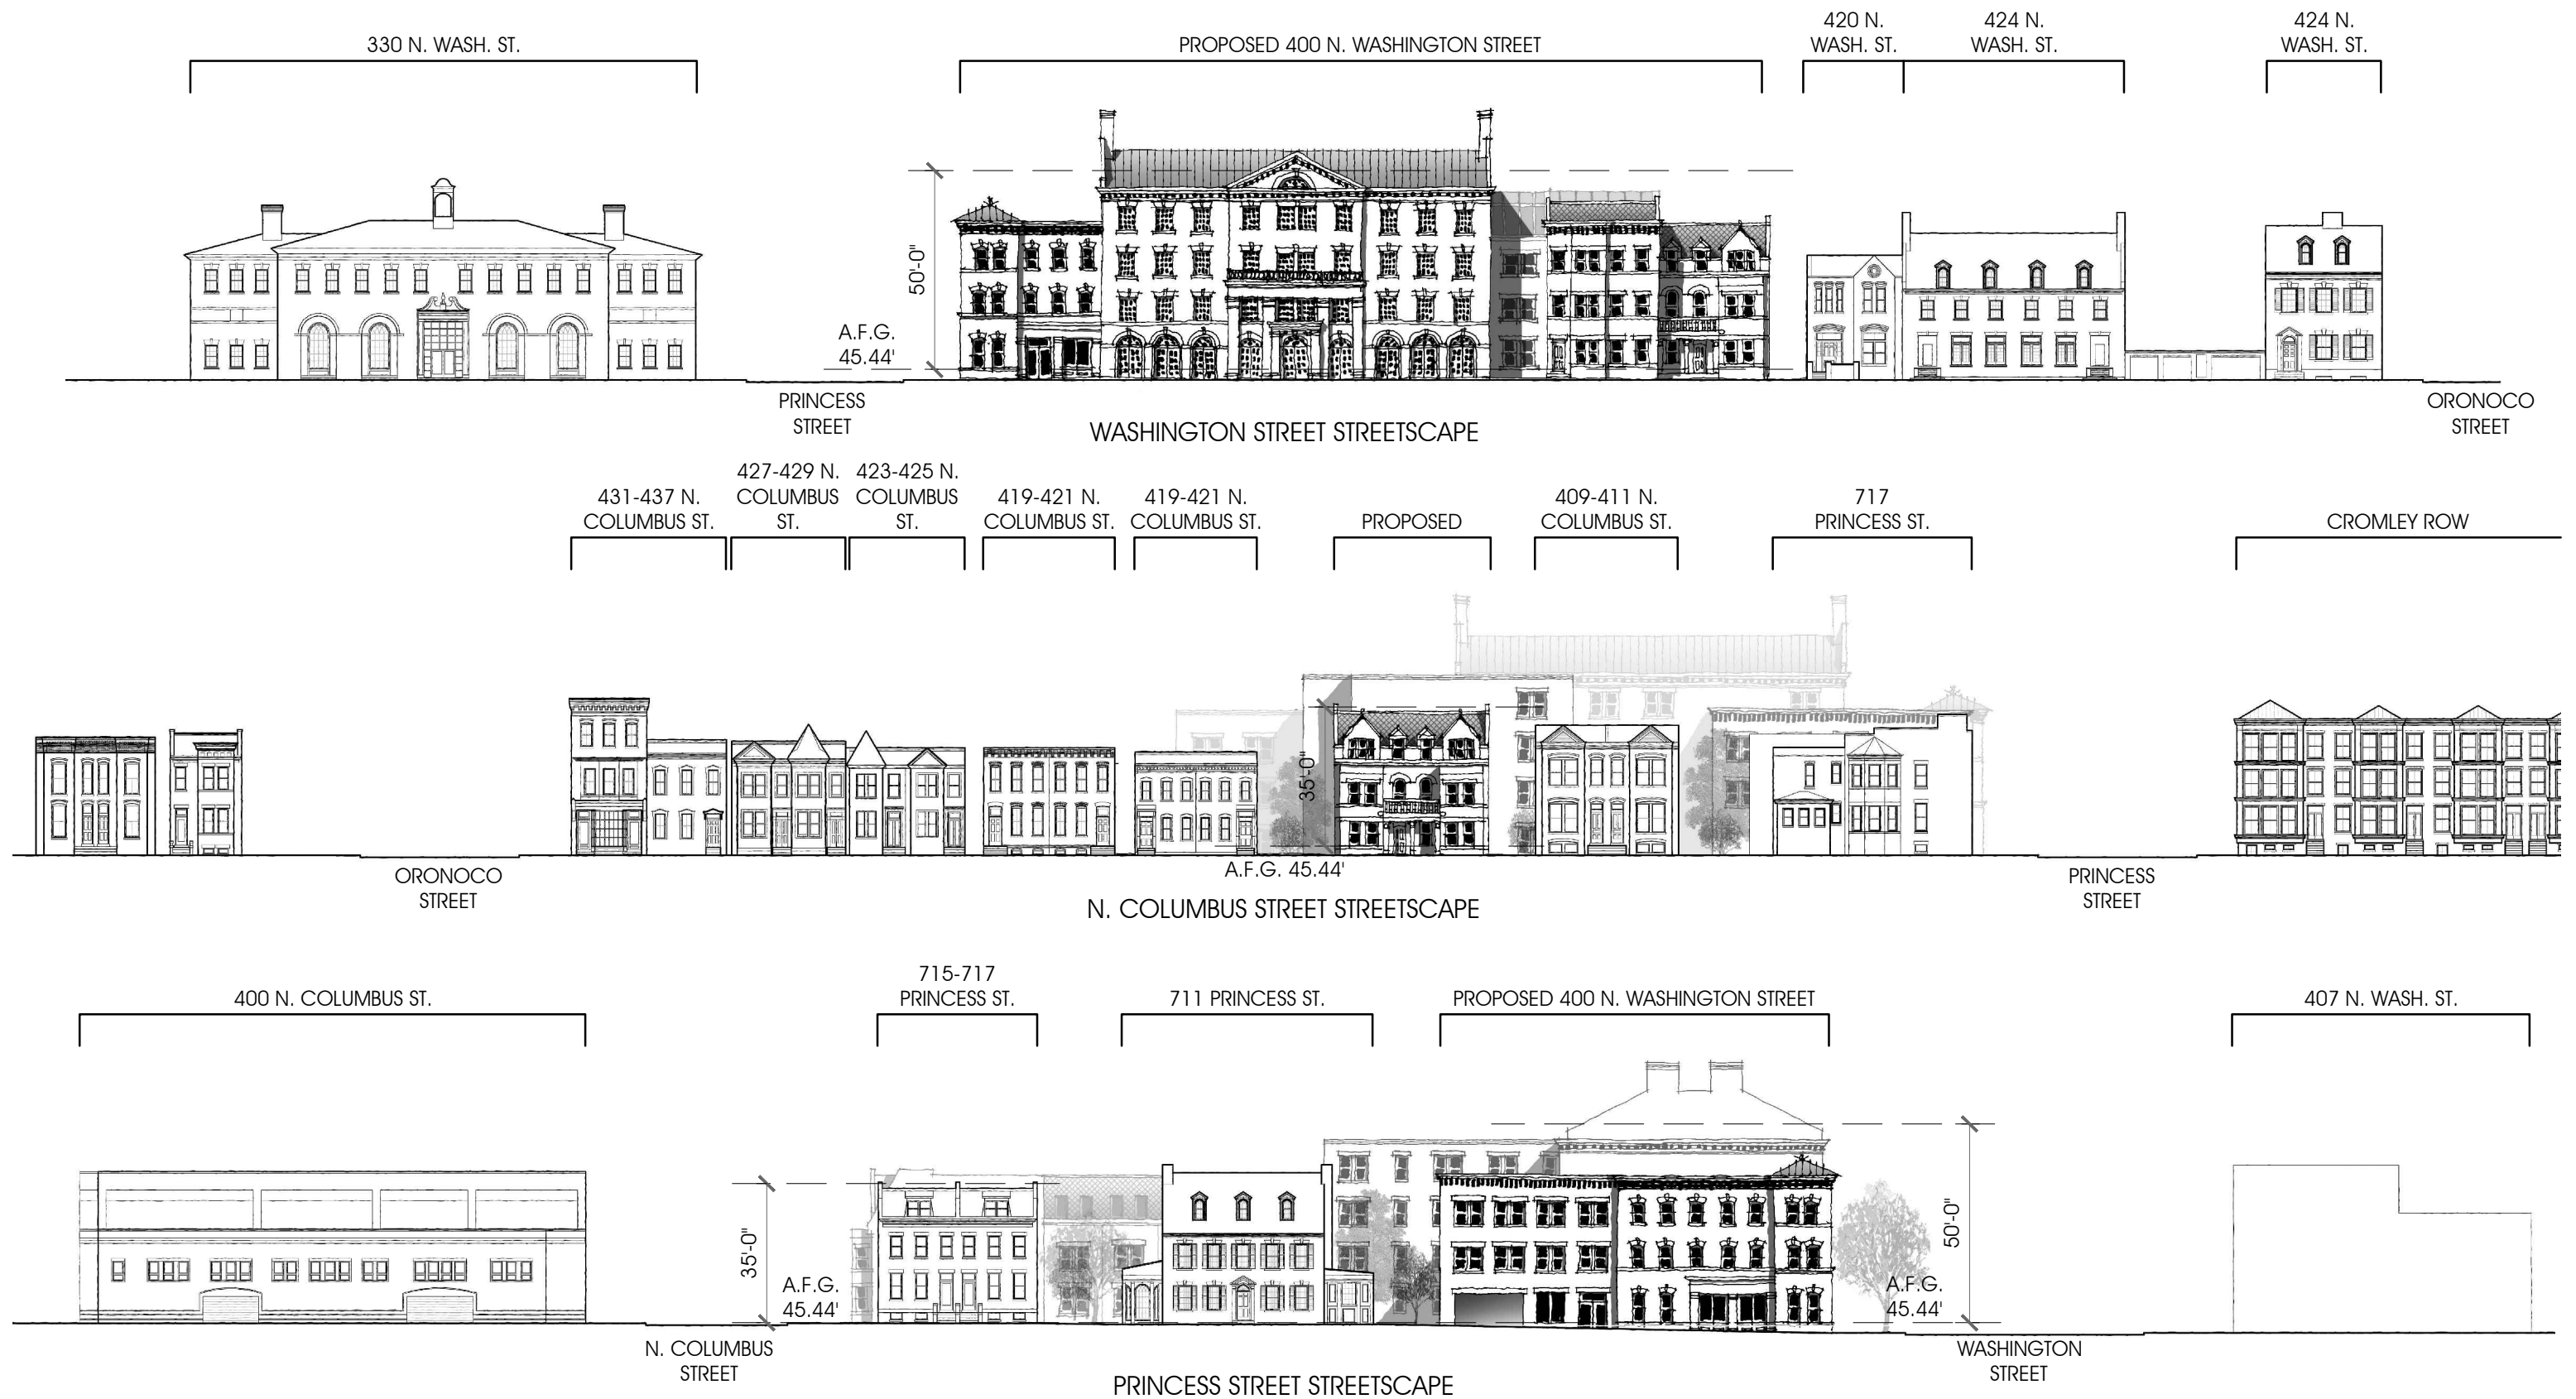 330 N. WASH. ST.
PROPOSED 400 N. WASHINGTON STREET
420 N.
WASH. ST.
424 N.
WASH. ST.
424 N.
WASH. ST.
50'-0"
A.F.G.
45.44'
PRINCESS
STREET
ORONOCO
STREET
WASHINGTON STREET STREETSCAPE
431-437 N.
COLUMBUS ST.
427-429 N.
COLUMBUS
ST.
423-425 N.
COLUMBUS
ST.
419-421 N.
COLUMBUS ST.
419-421 N.
COLUMBUS ST.
PROPOSED
409-411 N.
COLUMBUS ST.
717
PRINCESS ST.
CROMLEY ROW
35'-0"
A.F.G. 45.44'
ORONOCO
STREET
PRINCESS
STREET
N. COLUMBUS STREET STREETSCAPE
400 N. COLUMBUS ST.
715-717
PRINCESS ST.
711 PRINCESS ST.
PROPOSED 400 N. WASHINGTON STREET
407 N. WASH. ST.
35'-0"
A.F.G.
45.44'
50'-0"
A.F.G.
45.44'
N. COLUMBUS
STREET
WASHINGTON
STREET
PRINCESS STREET STREETSCAPE